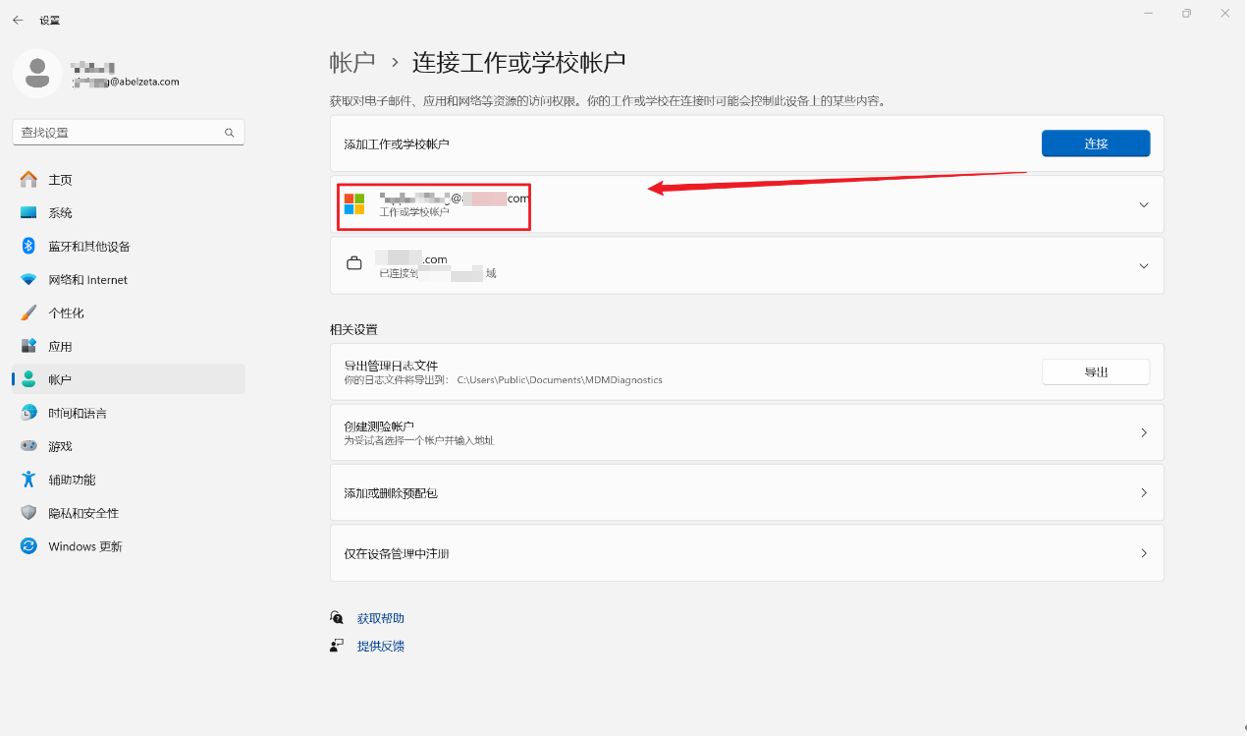 设置
@abelzeta.com
查找设置
主页
系统
蓝牙和其他设备
网络和 Internet
个性化
应用
帐户
时间和语言
游戏
辅助功能
隐私和安全性
Windows 更新
帐户 › 连接工作或学校帐户
获取对电子邮件、应用和网络等资源的访问权限。你的工作或学校在连接时可能会控制此设备上的某些内容。
添加工作或学校帐户
连接
@ com
工作或学校帐户
.com
已连接到 域
相关设置
导出管理日志文件
你的日志文件将导出到: C:\Users\Public\Documents\MDMDiagnostics
导出
创建测验帐户
为受试者选择一个帐户并输入地址
添加或删除预配包
仅在设备管理中注册
获取帮助
提供反馈